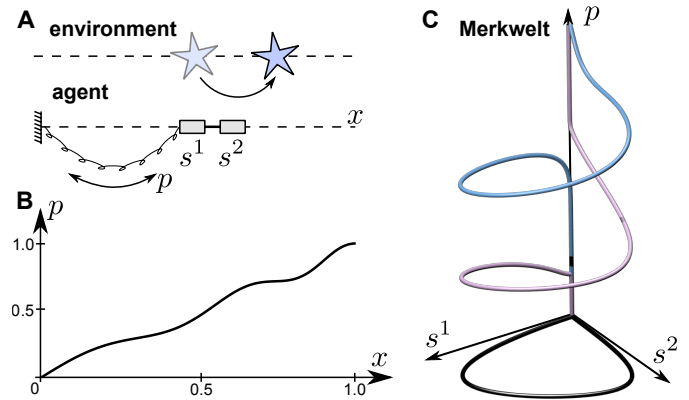 A
environment
agent
x
s¹ s²
p
B
p
1.0
0.5
0
0.5
1.0
x
C
Merkwelt
p
s¹
s²